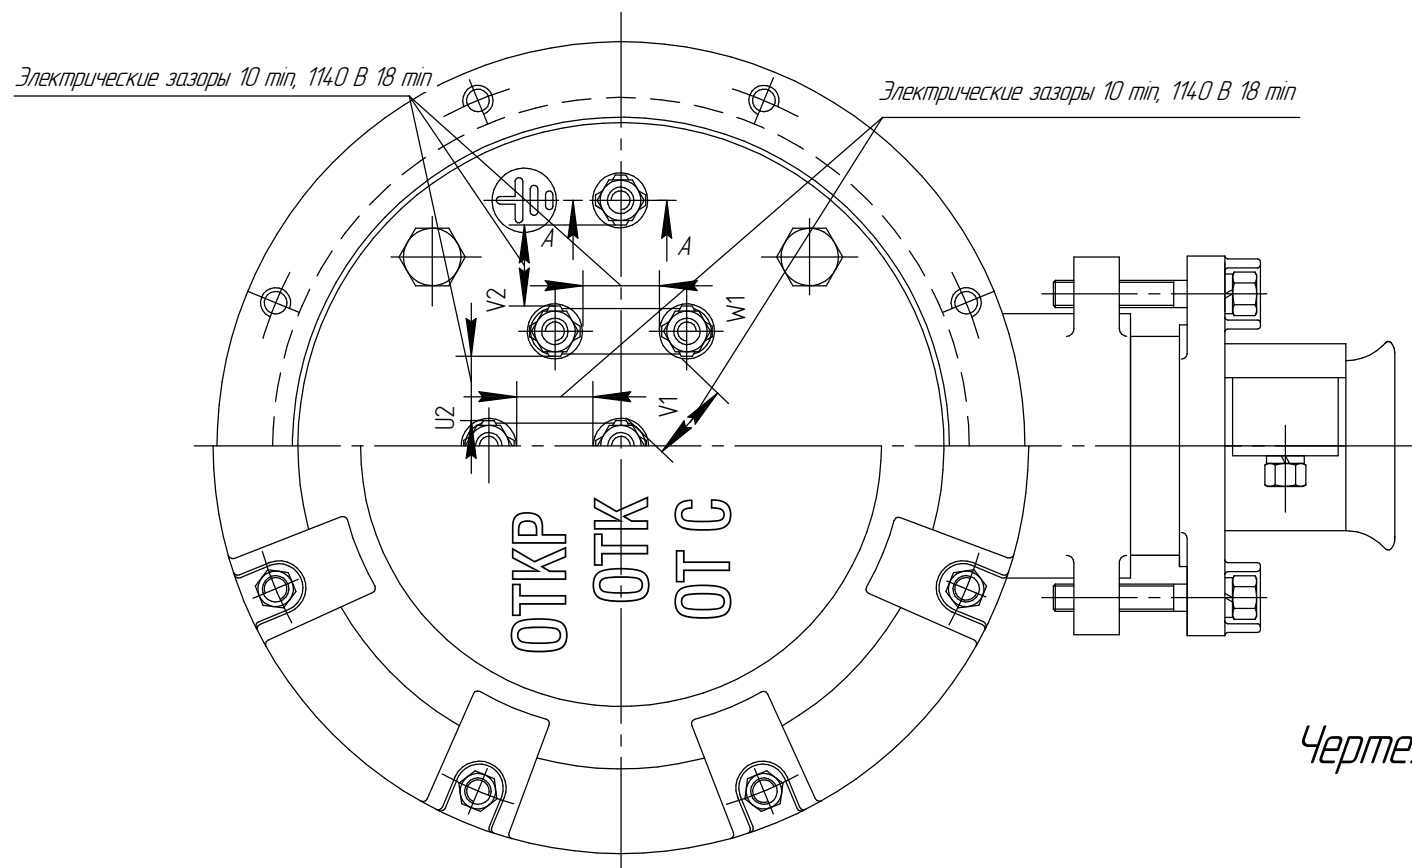 Электрические зазоры 10 min, 1140 В 18 min
Электрические зазоры 10 min, 1140 В 18 min
А
А
V2
W1
U2
V1
ОТКР
ОТК
ОТ С